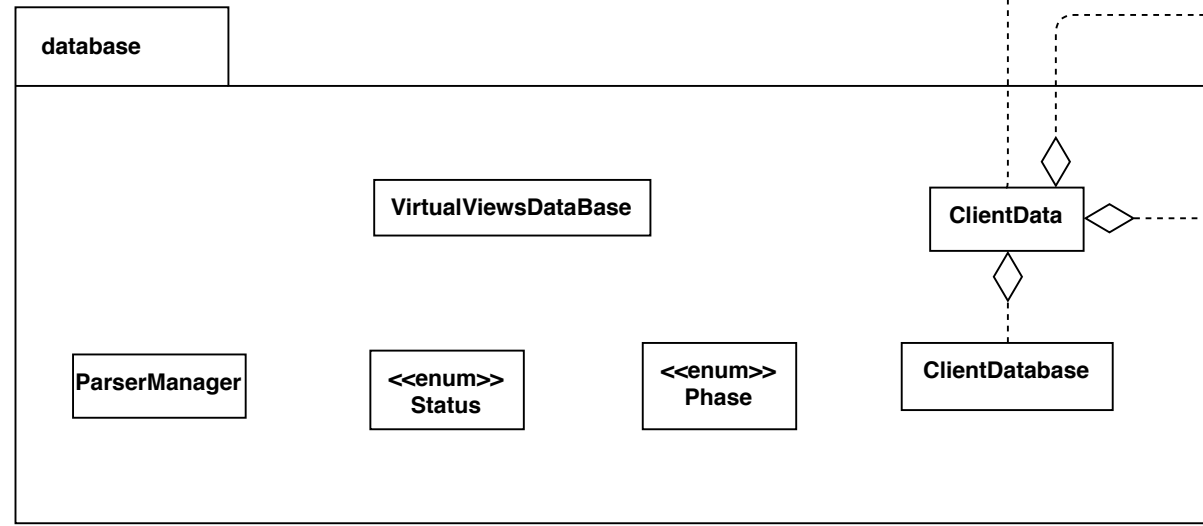 database
VirtualViewsDataBase
ClientData
ParserManager
<<enum>>
Status
<<enum>>
Phase
ClientDatabase